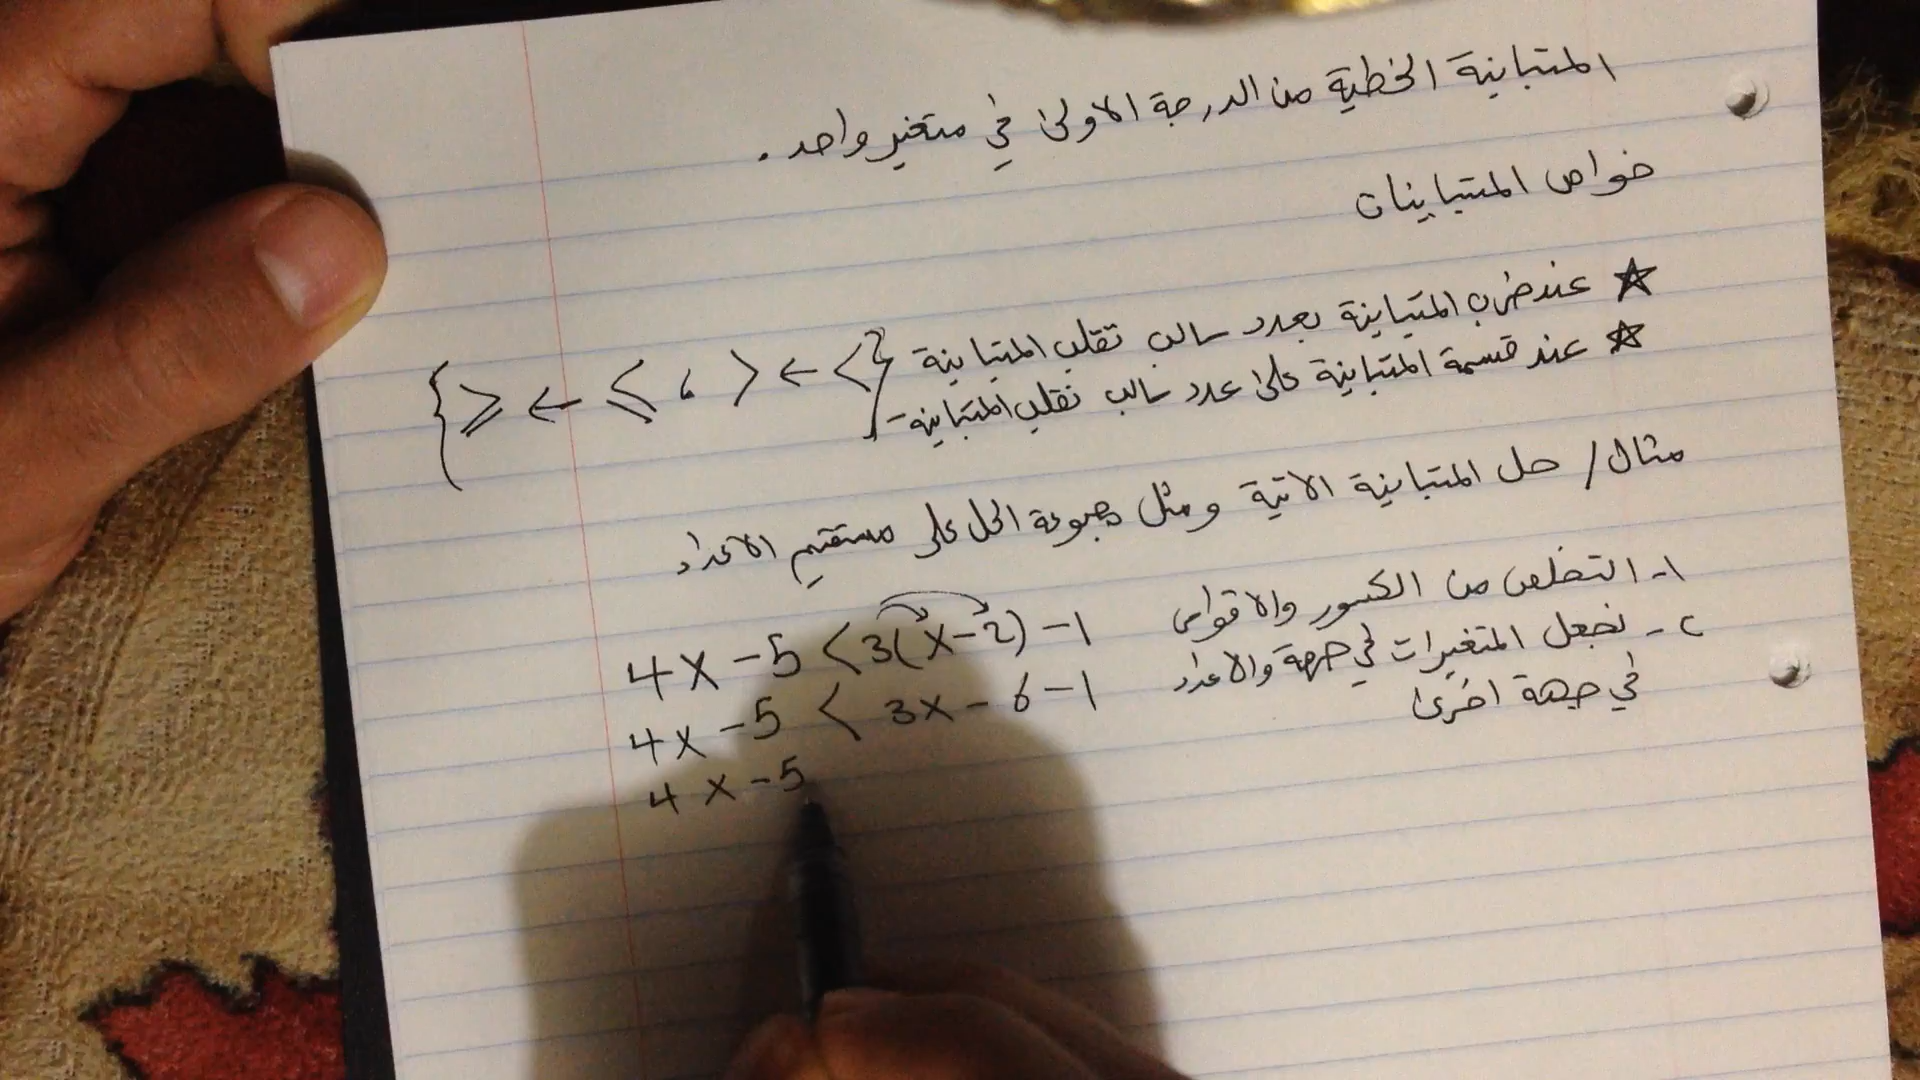 المتباينة الخطية من الدرجة الاولى في متغير واحد.
خواص المتباينات
☆ عند ضرب المتباينة بعدد سالب تقلب المتباينة
☆ عند قسمة المتباينة على عدد سالب نقلب المتباينة
{> ← < ، ≥ ← ≤}
مثال/ حل المتباينة الاتية ومثل مجموعة الحل على مستقيم الاعداد
١- التخلص من الكسور والاقواس
4x - 5 < 3(x - 2) - 1
٢- نجعل المتغيرات في جهة والاعداد
في جهة اخرى
4x - 5 < 3x - 6 - 1
4x - 5